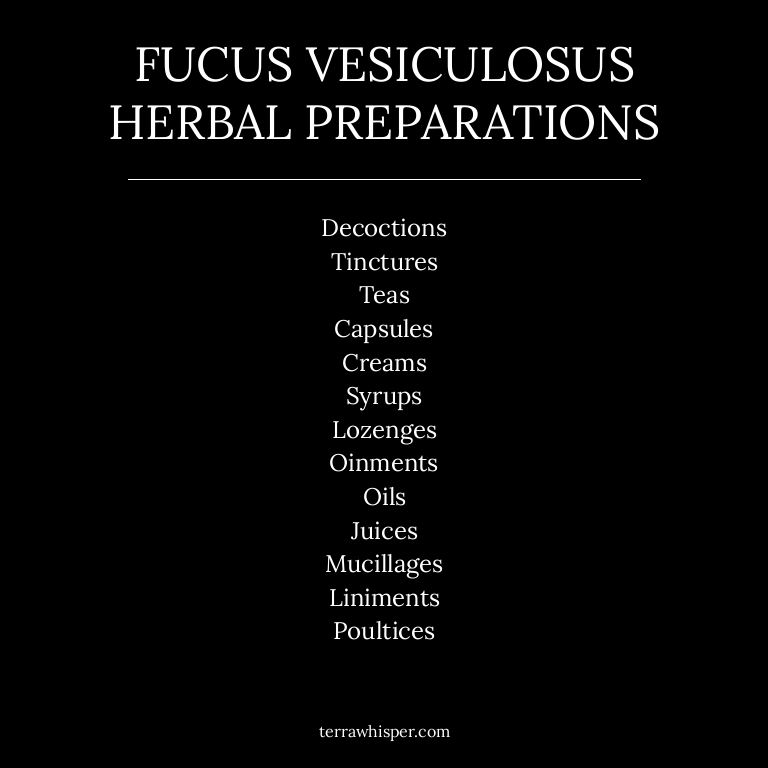 FUCUS VESICULOSUS
HERBAL PREPARATIONS
Decoctions
Tinctures
Teas
Capsules
Creams
Syrups
Lozenges
Oinments
Oils
Juices
Mucillages
Liniments
Poultices
terrawhisper.com